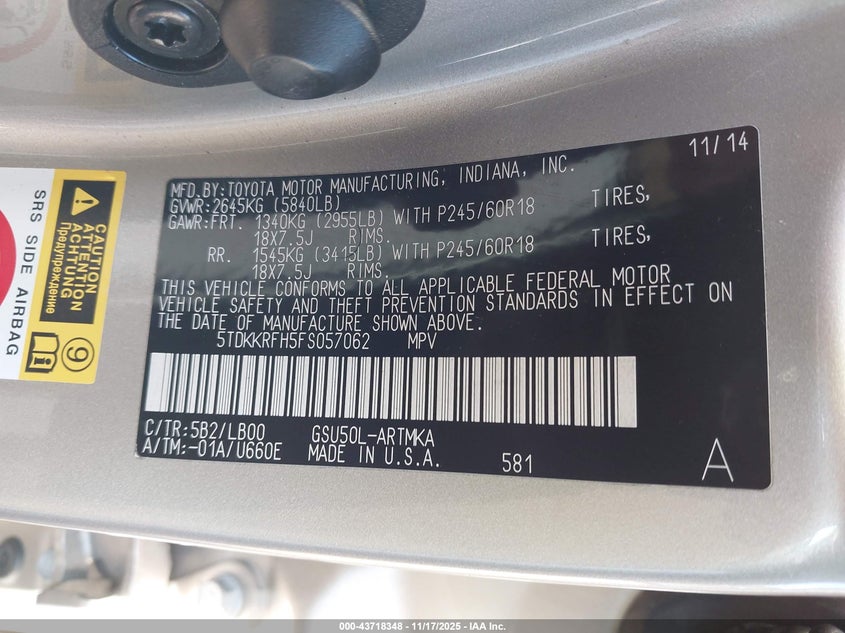 11/14
MFD.BY:TOYOTA MOTOR MANUFACTURING, INDIANA, INC.
GVWR:2645KG (5840LB)
GAWR:FRT. 1340KG (2955LB) WITH P245/60R18 TIRES,
18X7.5J RIMS.
RR. 1545KG (3415LB) WITH P245/60R18 TIRES,
18X7.5J RIMS.
THIS VEHICLE CONFORMS TO ALL APPLICABLE FEDERAL MOTOR
VEHICLE SAFETY AND THEFT PREVENTION STANDARDS IN EFFECT ON
THE DATE OF MANUFACTURE SHOWN ABOVE.
5TDKKRFH5FS057062 MPV
C/TR:5B2/LB00 GSU50L-ARTMKA
A/TM:-01A/U660E MADE IN U.S.A. 581
A
SRS SIDE AIRBAG
CAUTION
ATTENTION
ACHTUNG
Предупреждение
9
000-43718348 - 11/17/2025 - IAA Inc.